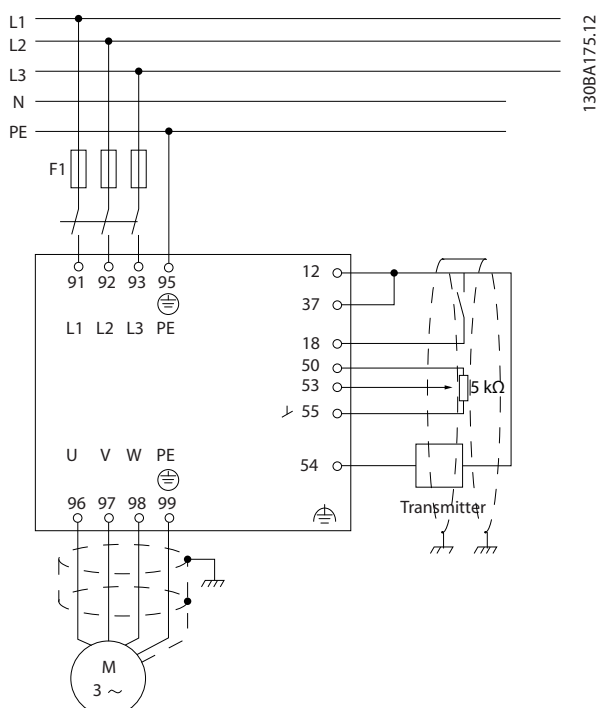 L1
L2
L3
N
PE
130BA175.12
F1
91 92 93 95
L1 L2 L3 PE
12
37
18
50
53
5 kΩ
55
54
Transmitter
U V W PE
96 97 98 99
M
3 ~